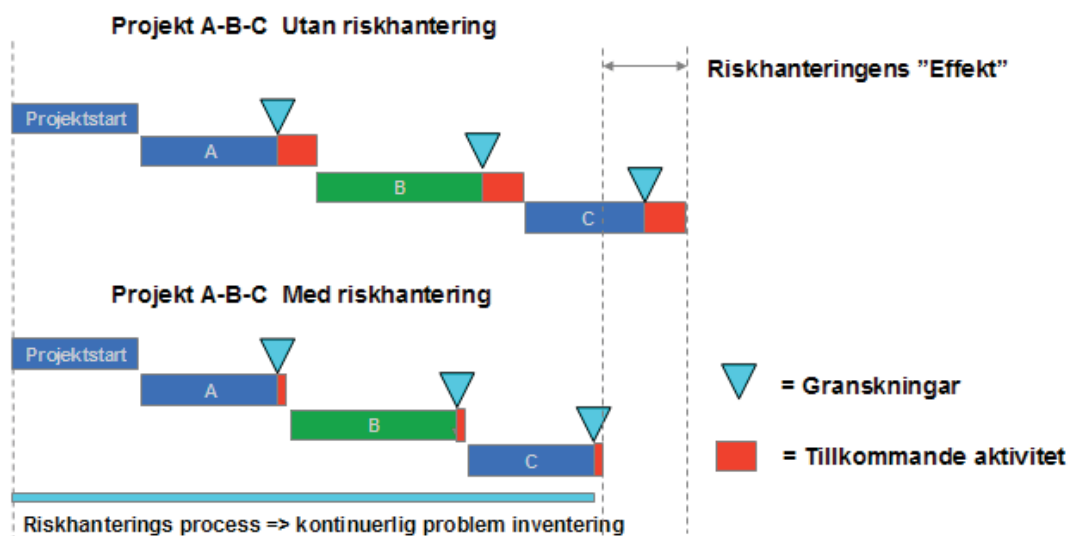 Projekt A-B-C Utan riskhantering
Riskhanteringens ”Effekt”
Projektstart
A
B
C
Projekt A-B-C Med riskhantering
Projektstart
A
B
C
= Granskningar
= Tillkommande aktivitet
Riskhanterings process => kontinuerlig problem inventering